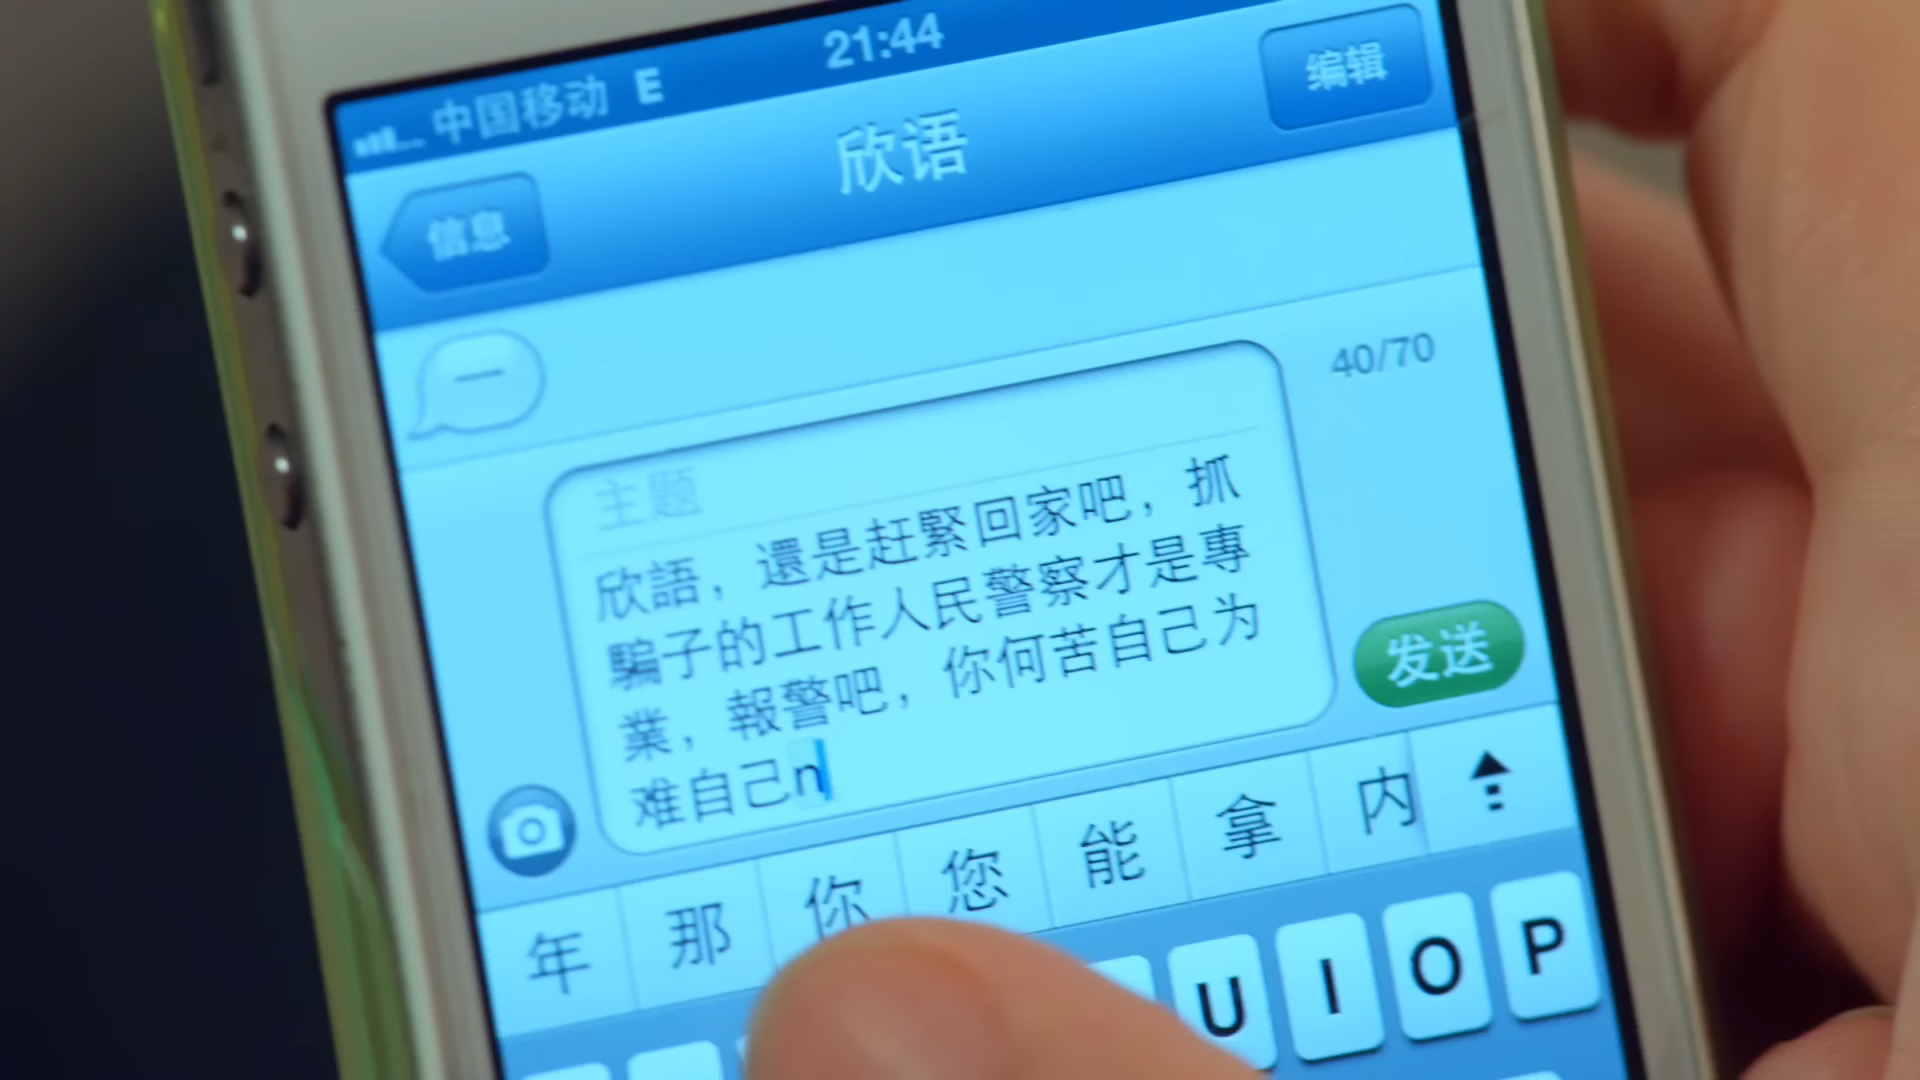 中国移动 E 21:44
信息 欣语 编辑
40/70
主题
欣語，還是赶緊回家吧，抓
騙子的工作人民警察才是專
業，報警吧，你何苦自己为
难自己n
发送
年 那 你 您 能 拿 内
U I O P